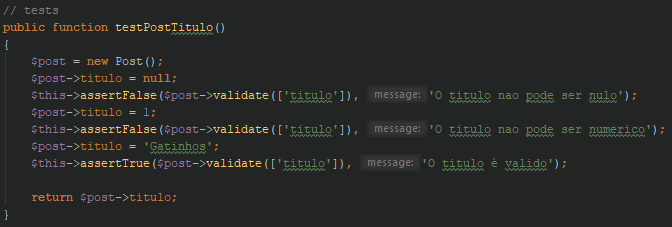 // tests
public function testPostTitulo()
{
$post = new Post();
$post->titulo = null;
$this->assertFalse($post->validate(['titulo']), message: 'O titulo nao pode ser nulo');
$post->titulo = 1;
$this->assertFalse($post->validate(['titulo']), message: 'O titulo nao pode ser numerico');
$post->titulo = 'Gatinhos';
$this->assertTrue($post->validate(['titulo']), message: 'O titulo é valido');
return $post->titulo;
}